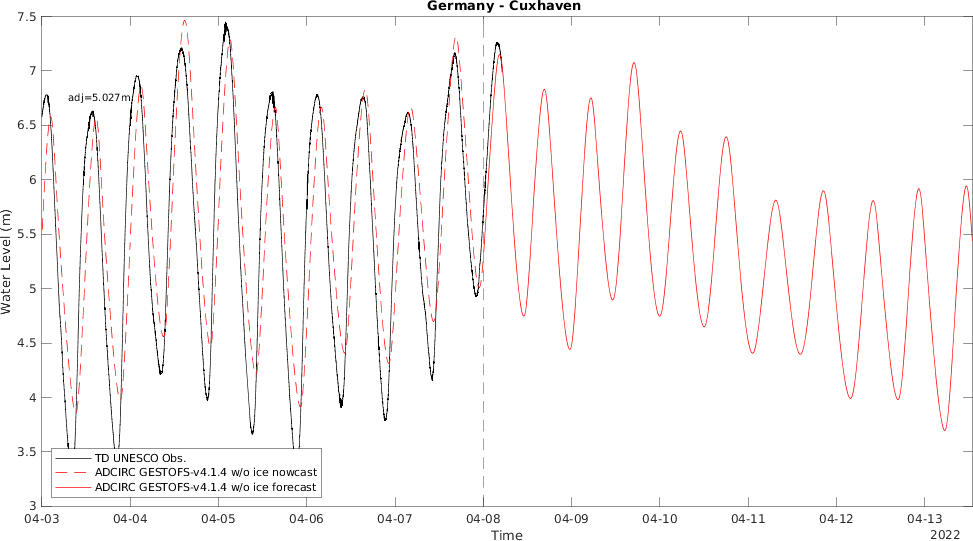 Germany - Cuxhaven
7.5
7
6.5
6
5.5
5
4.5
4
3.5
3
Water Level (m)
adj=5.027m
TD UNESCO Obs.
ADCIRC GESTOFS-v4.1.4 w/o ice nowcast
ADCIRC GESTOFS-v4.1.4 w/o ice forecast
04-03 04-04 04-05 04-06 04-07 04-08 04-09 04-10 04-11 04-12 04-13
Time
2022